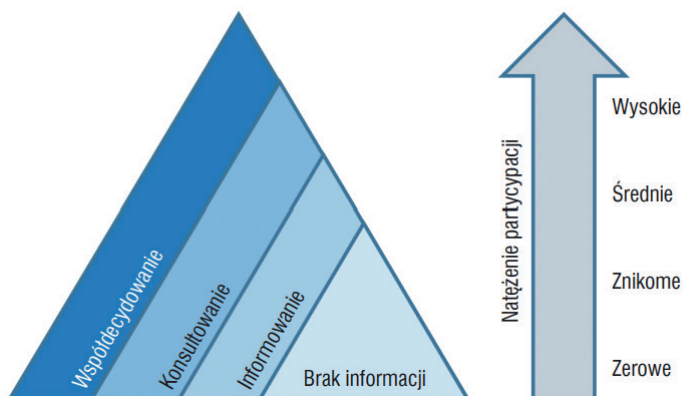 Współdecydowanie
Konsultowanie
Informowanie
Brak informacji
Natężenie partycypacji
Wysokie
Średnie
Znikome
Zerowe